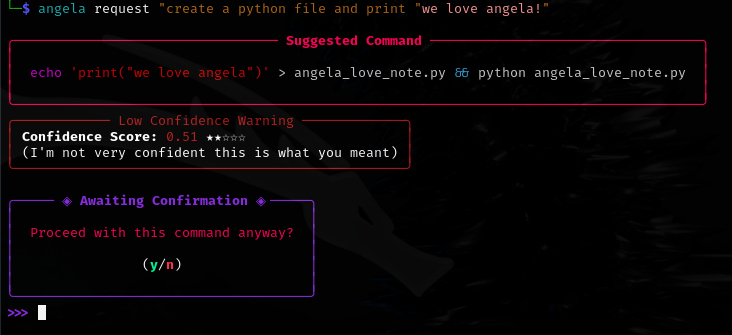 $ angela request "create a python file and print "we love angela!"
Suggested Command
echo 'print("we love angela")' > angela_love_note.py && python angela_love_note.py
Low Confidence Warning
Confidence Score: 0.51 ★★☆☆☆
(I'm not very confident this is what you meant)
◈ Awaiting Confirmation ◈
Proceed with this command anyway?
(y/n)
>>>